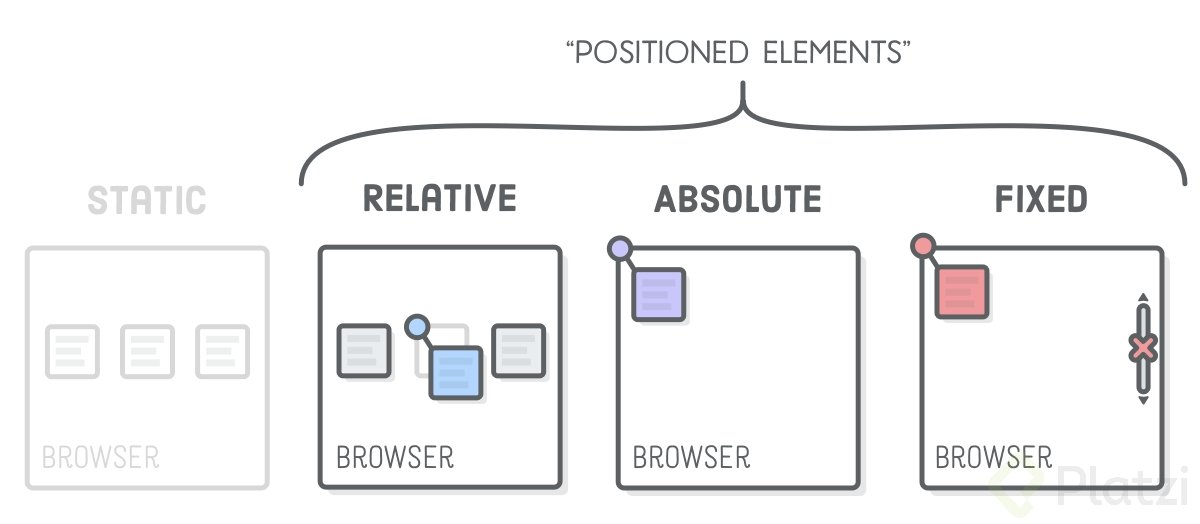 “POSITIONED ELEMENTS”
STATIC
RELATIVE
ABSOLUTE
FIXED
BROWSER
BROWSER
BROWSER
BROWSER
Platzi